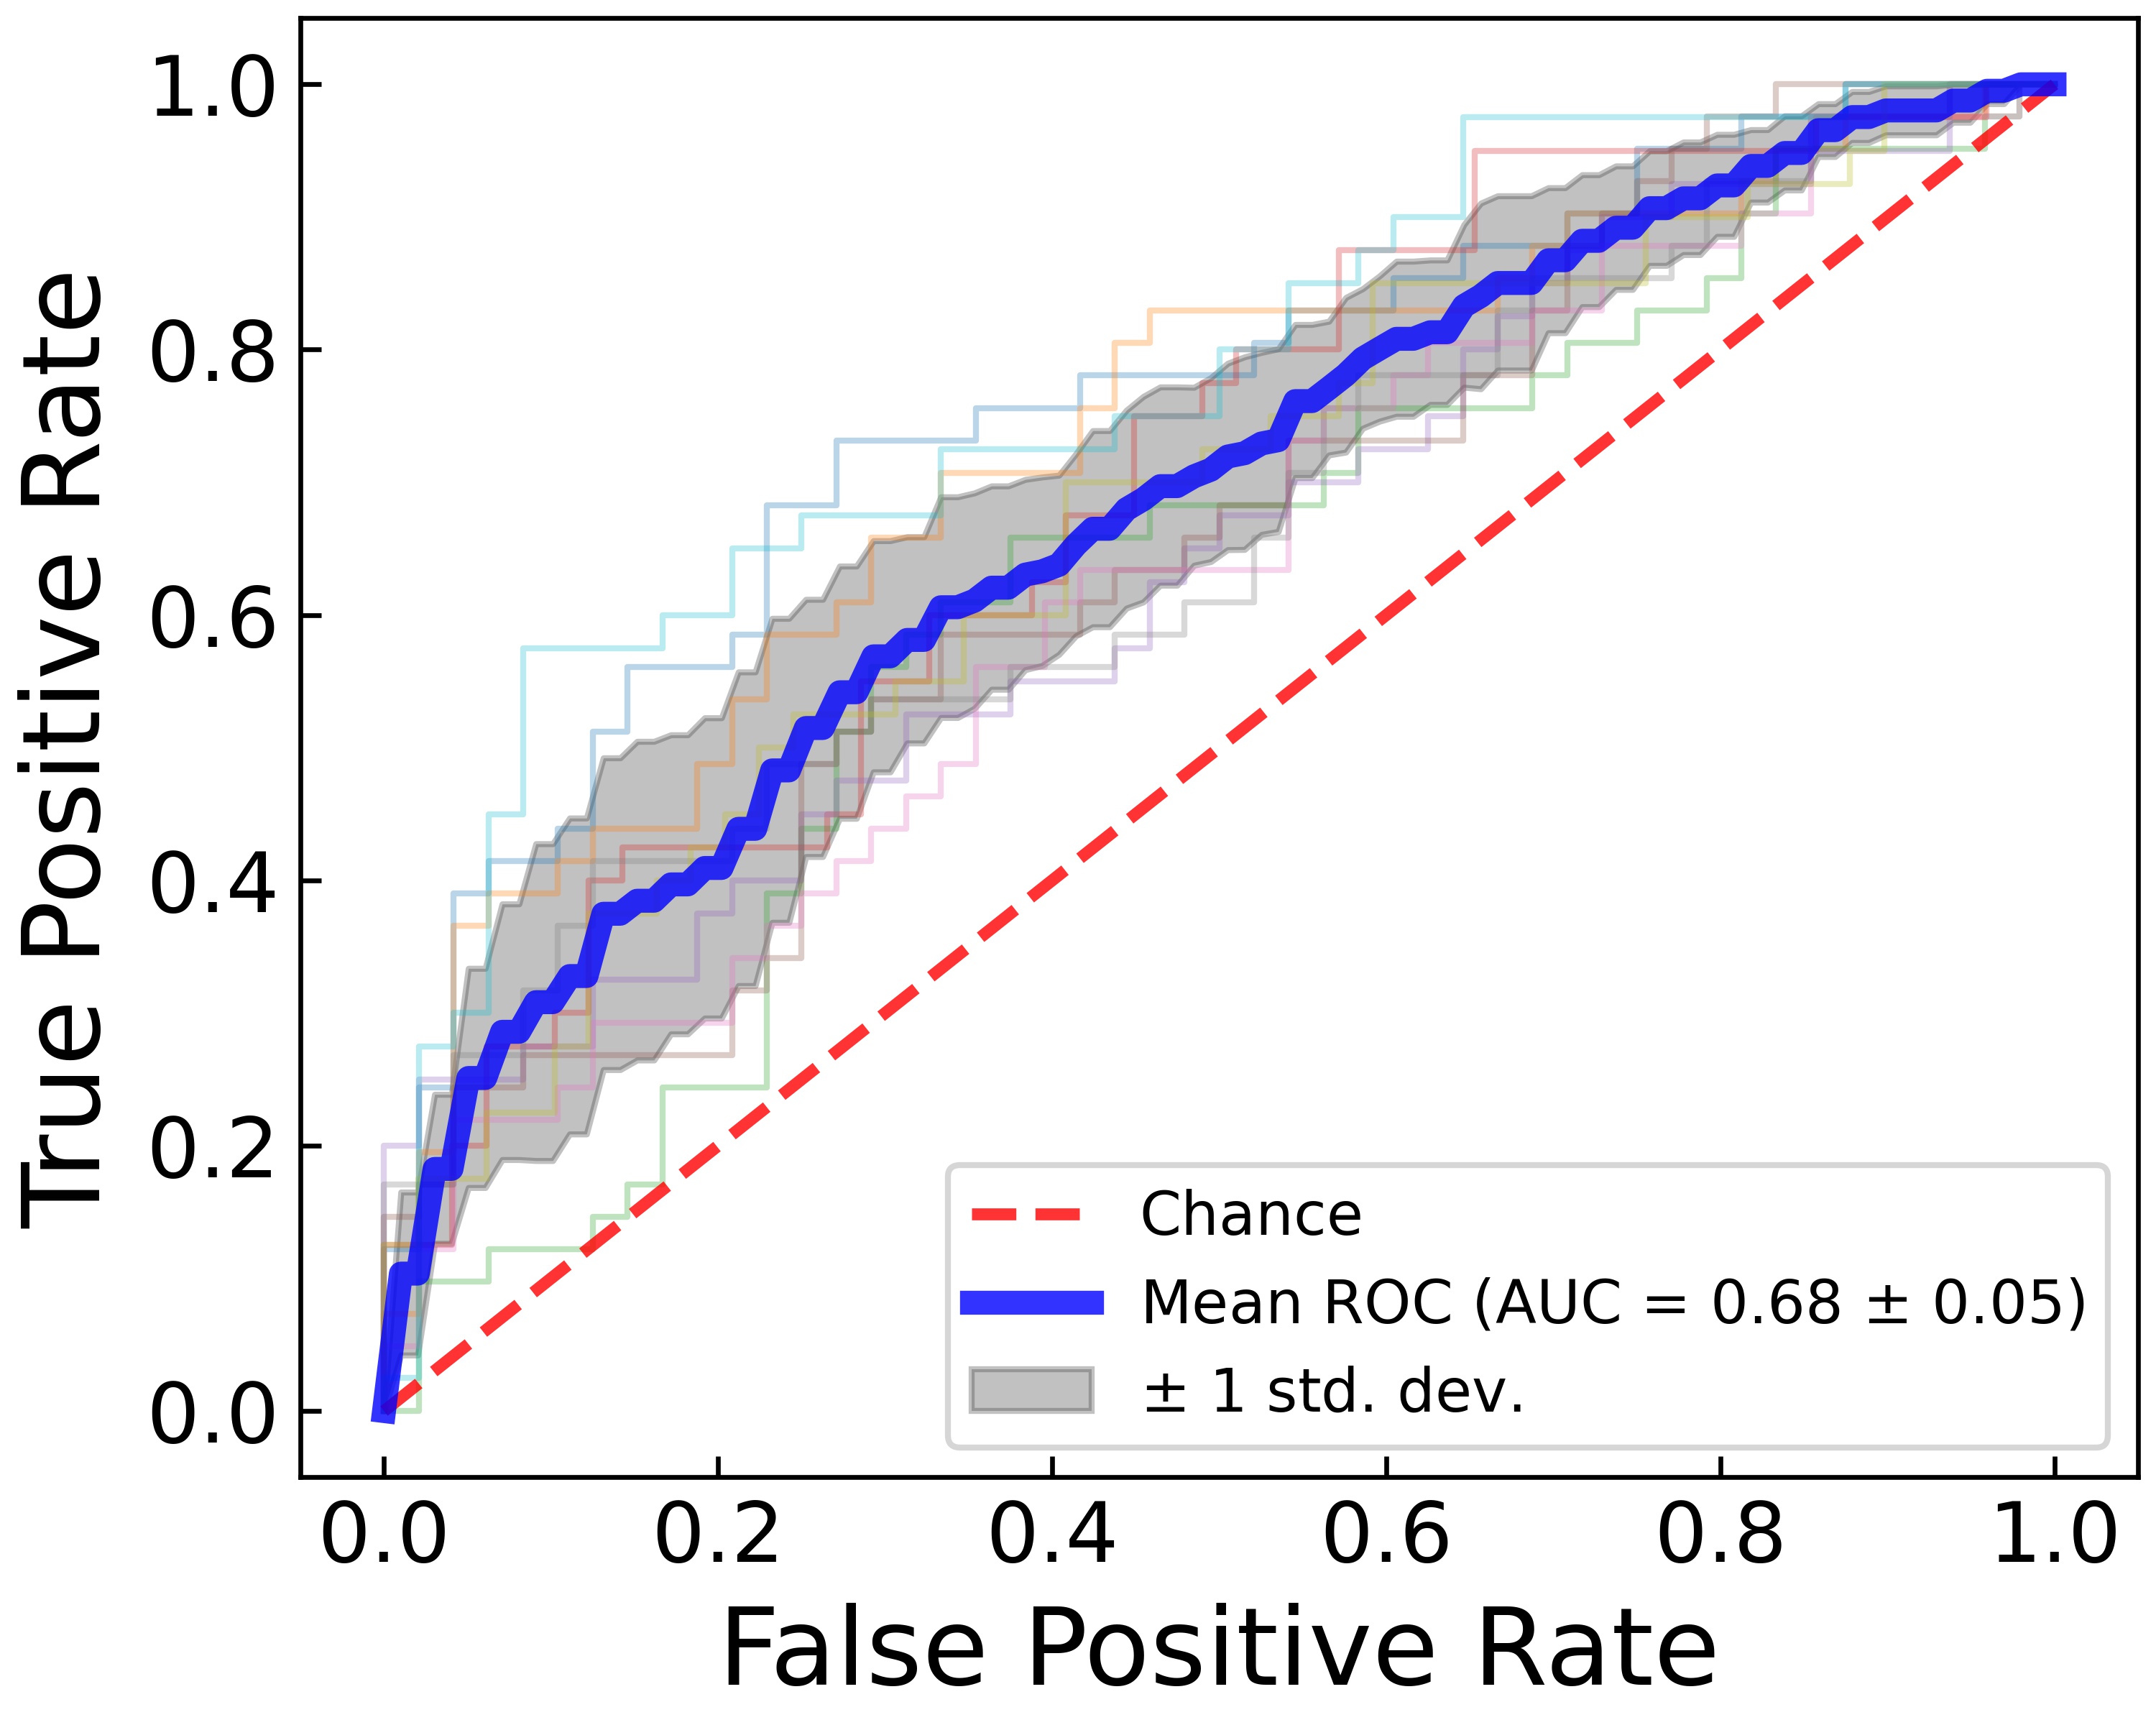 True Positive Rate
1.0
0.8
0.6
0.4
0.2
0.0
Chance
Mean ROC (AUC = 0.68 ± 0.05)
± 1 std. dev.
0.0 0.2 0.4 0.6 0.8 1.0
False Positive Rate